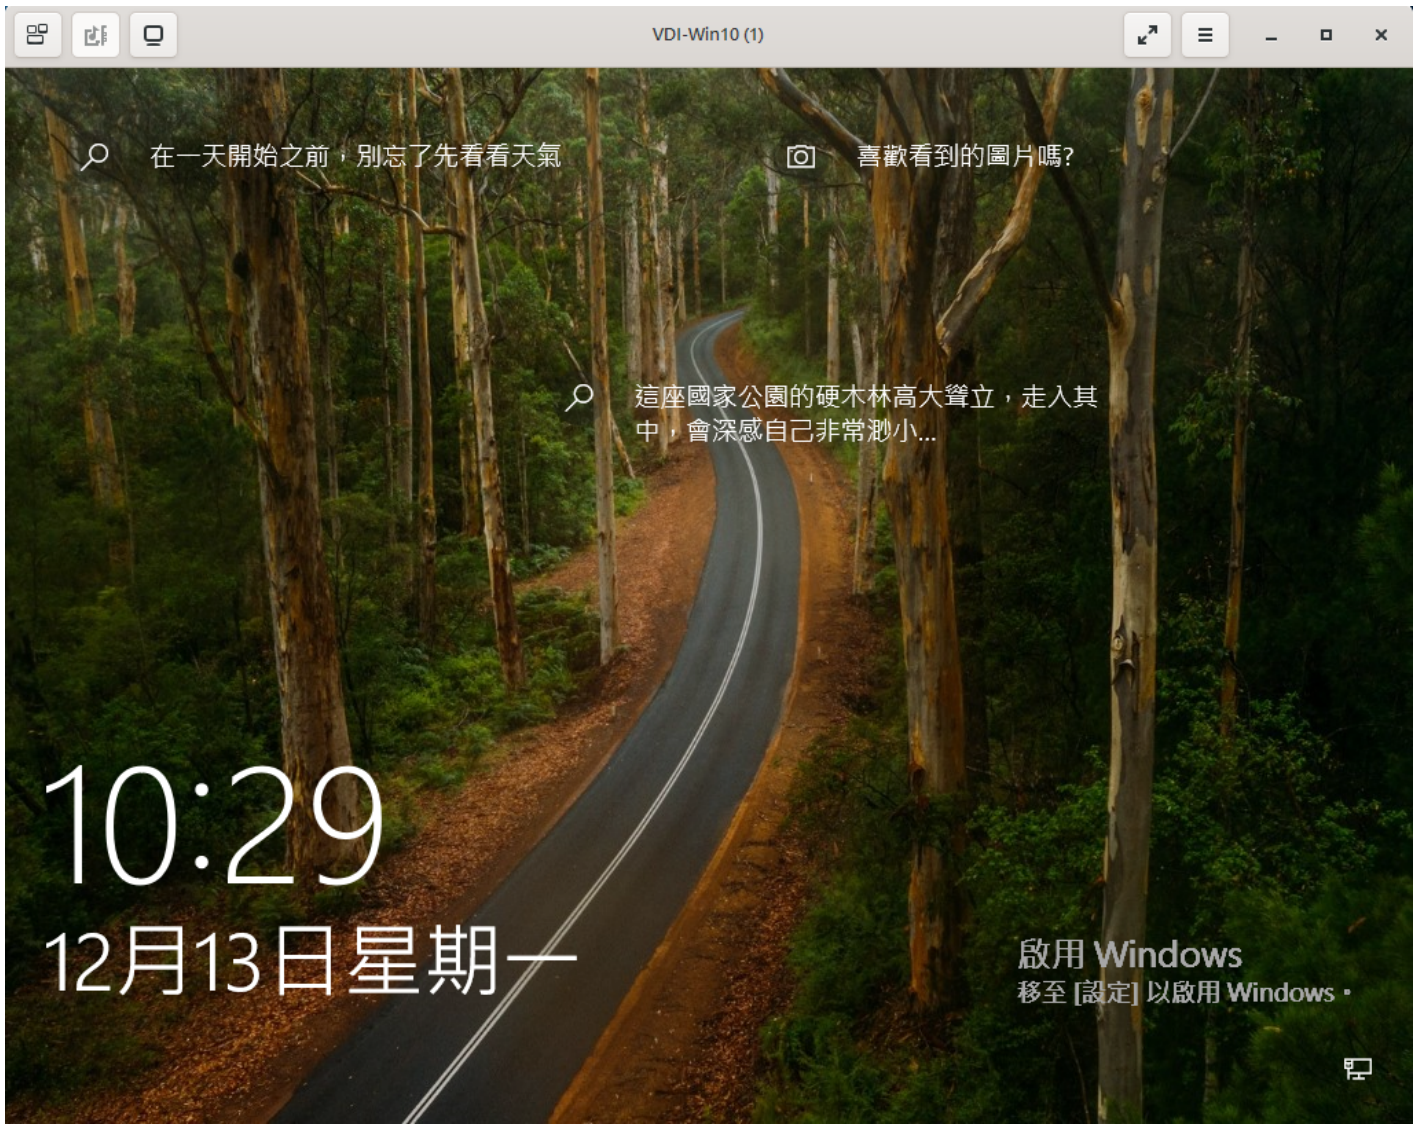 VDI-Win10 (1)
在一天開始之前，別忘了先看看天氣
喜歡看到的圖片嗎?
這座國家公園的硬木林高大聳立，走入其
中，會深感自己非常渺小...
10:29
12月13日星期一
啟用 Windows
移至 [設定] 以啟用 Windows。